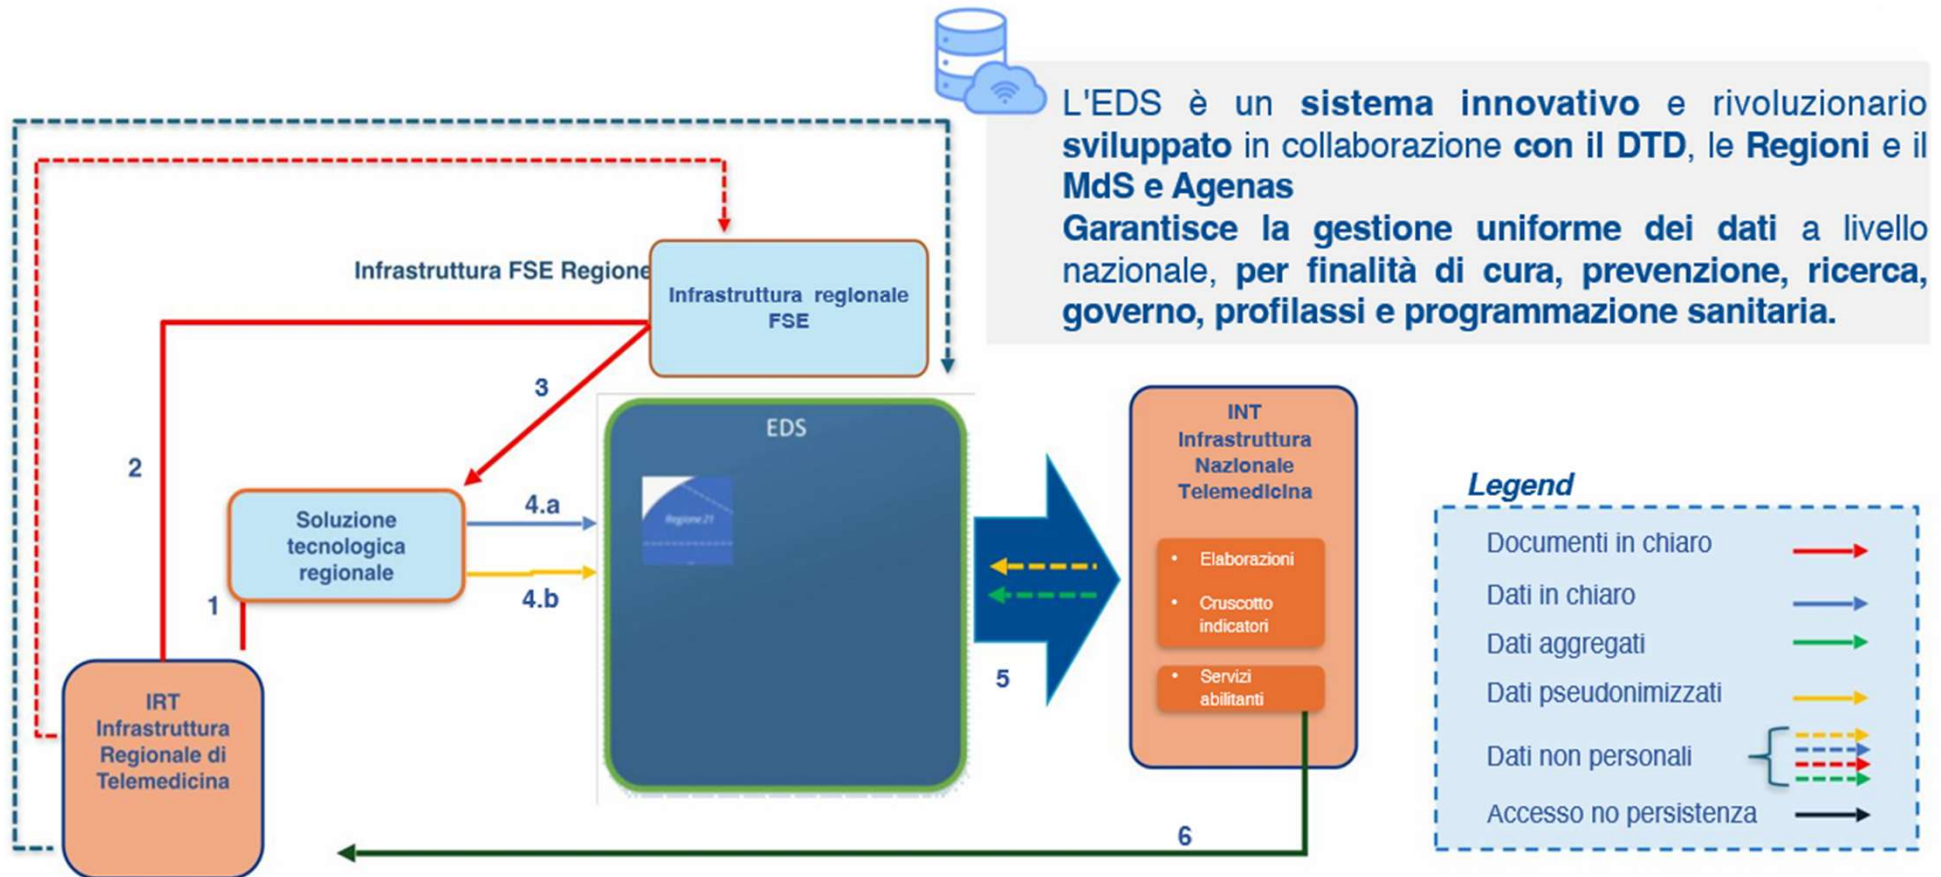 L'EDS è un sistema innovativo e rivoluzionario
sviluppato in collaborazione con il DTD, le Regioni e il
MdS e Agenas
Garantisce la gestione uniforme dei dati a livello
nazionale, per finalità di cura, prevenzione, ricerca,
governo, profilassi e programmazione sanitaria.
Infrastruttura FSE Regione
Infrastruttura regionale
FSE
3
2
EDS
Regione 21
INT
Infrastruttura
Nazionale
Telemedicina
• Elaborazioni
• Cruscotto
indicatori
• Servizi
abilitanti
Soluzione
tecnologica
regionale
4.a
4.b
1
5
IRT
Infrastruttura
Regionale di
Telemedicina
6
Legend
Documenti in chiaro
Dati in chiaro
Dati aggregati
Dati pseudonimizzati
Dati non personali
Accesso no persistenza